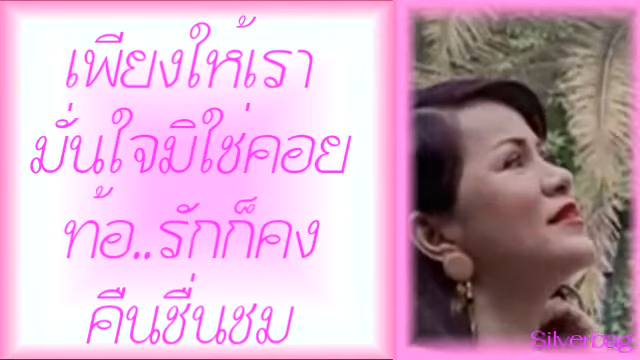 เพียงให้เรา
มั่นใจมิใช่คอย
ท้อ..รักก็คง
คืนชื่นชม
Silverbag